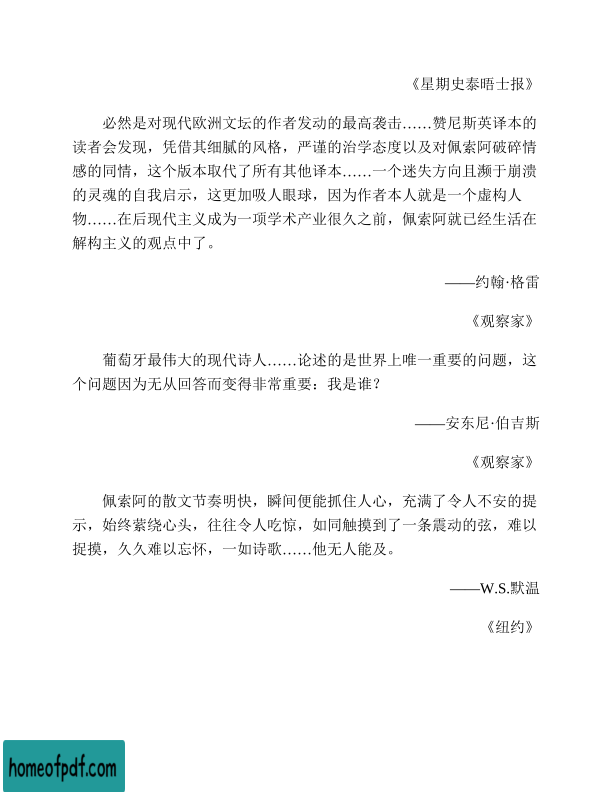 《星期史泰晤士报》
必然是对现代欧洲文坛的作者发动的最高袭击……赞尼斯英译本的
读者会发现，凭借其细腻的风格，严谨的治学态度以及对佩索阿破碎情
感的同情，这个版本取代了所有其他译本……一个迷失方向且濒于崩溃
的灵魂的自我启示，这更加吸人眼球，因为作者本人就是一个虚构人
物……在后现代主义成为一项学术产业很久之前，佩索阿就已经生活在
解构主义的观点中了。
——约翰·格雷
《观察家》
葡萄牙最伟大的现代诗人……论述的是世界上唯一重要的问题，这
个问题因为无从回答而变得非常重要：我是谁？
——安东尼·伯吉斯
《观察家》
佩索阿的散文节奏明快，瞬间便能抓住人心，充满了令人不安的提
示，始终萦绕心头，往往令人吃惊，如同触摸到了一条震动的弦，难以
捉摸，久久难以忘怀，一如诗歌……他无人能及。
——W.S.默温
《纽约》
homeofpdf.com